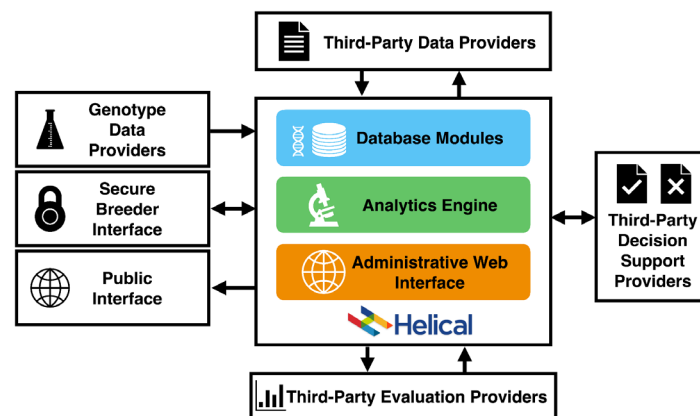 Third-Party Data Providers
Genotype
Data
Providers
Database Modules
Secure
Breeder
Interface
Analytics Engine
Third-Party
Decision
Support
Providers
Public
Interface
Administrative Web
Interface
Helical
Third-Party Evaluation Providers